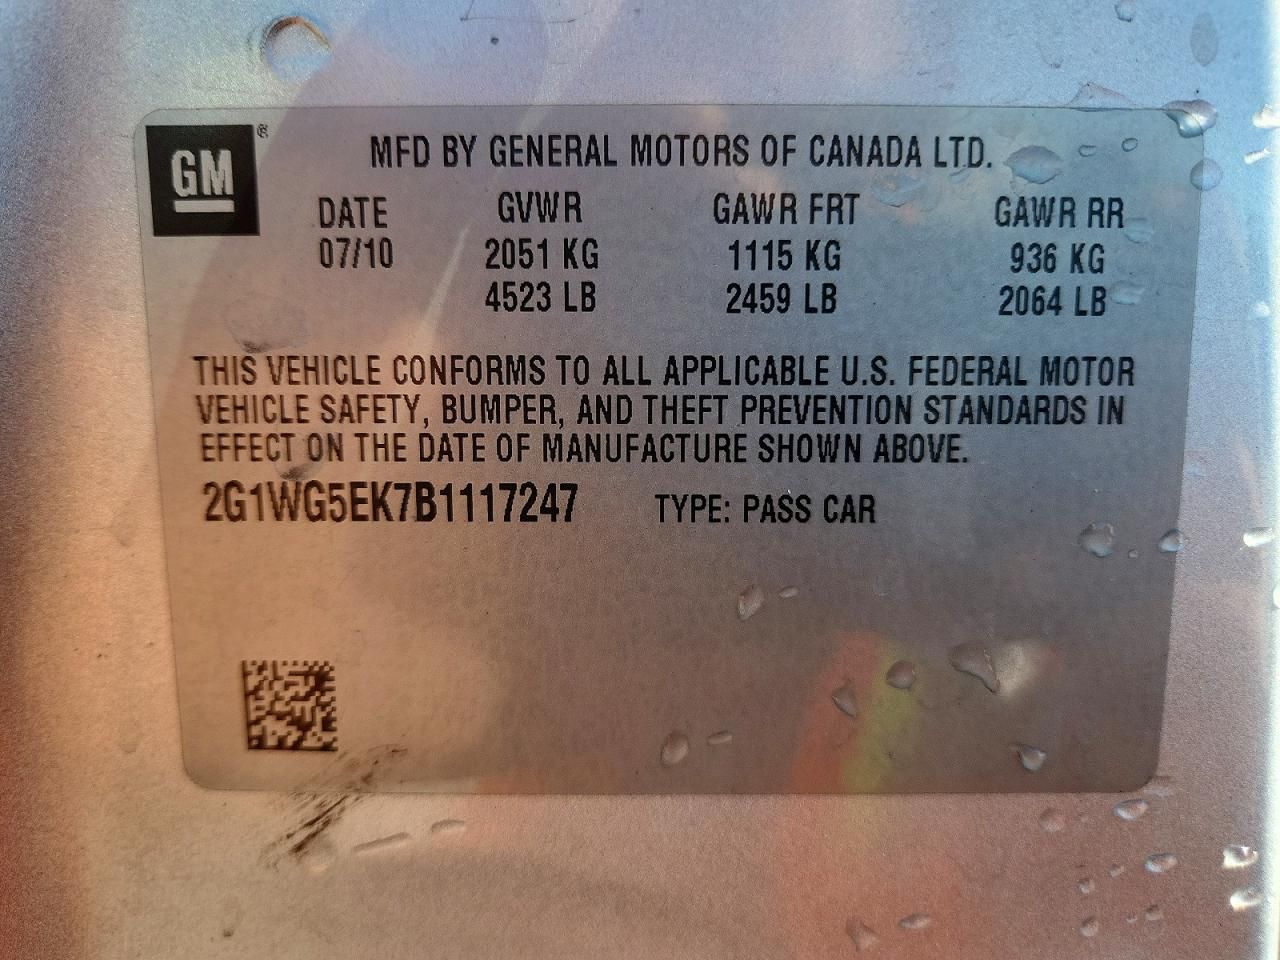 GM ®
MFD BY GENERAL MOTORS OF CANADA LTD.
DATE GVWR GAWR FRT GAWR RR
07/10 2051 KG 1115 KG 936 KG
4523 LB 2459 LB 2064 LB
THIS VEHICLE CONFORMS TO ALL APPLICABLE U.S. FEDERAL MOTOR
VEHICLE SAFETY, BUMPER, AND THEFT PREVENTION STANDARDS IN
EFFECT ON THE DATE OF MANUFACTURE SHOWN ABOVE.
2G1WG5EK7B1117247 TYPE: PASS CAR